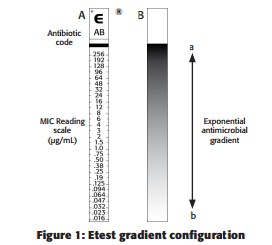 A
B
e
®
AB
Antibiotic
code
a
256
192
128
96
64
48
32
24
16
12
8
6
4
3
2
1.5
1.0
.75
.50
.38
.25
.19
.125
.094
.064
.047
.032
.023
.016
MIC Reading
scale
(µg/mL)
Exponential
antimicrobial
gradient
b
Figure 1: Etest gradient configuration